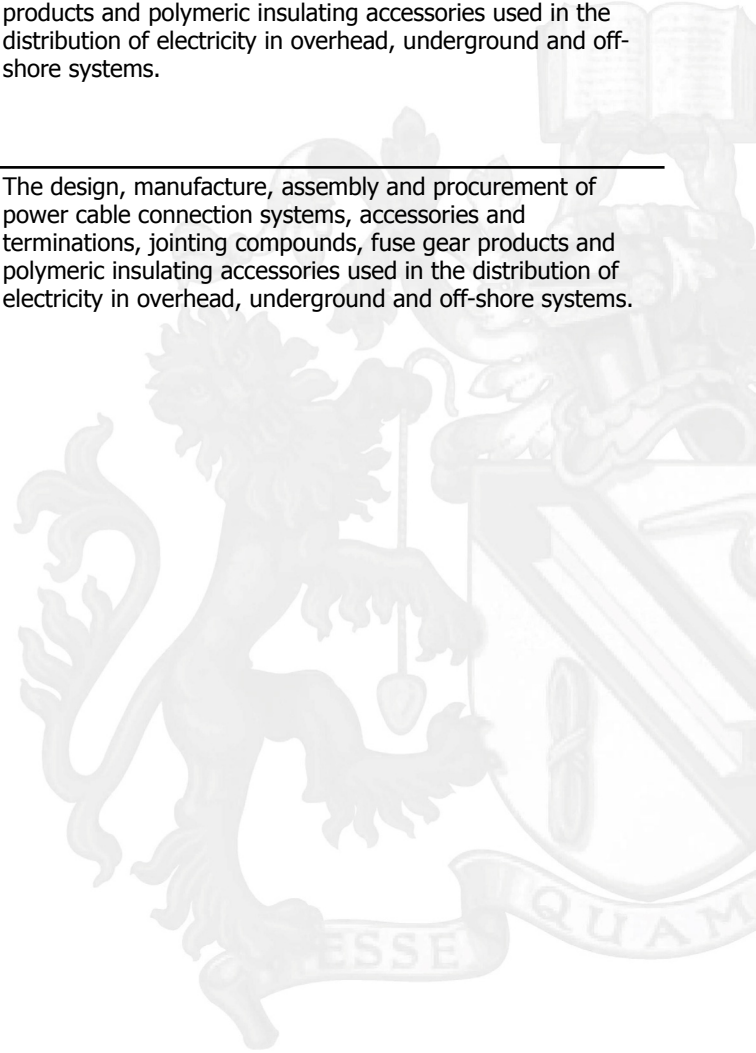 products and polymeric insulating accessories used in the
distribution of electricity in overhead, underground and off-
shore systems.
The design, manufacture, assembly and procurement of
power cable connection systems, accessories and
terminations, jointing compounds, fuse gear products and
polymeric insulating accessories used in the distribution of
electricity in overhead, underground and off-shore systems.
ESSE QUAM